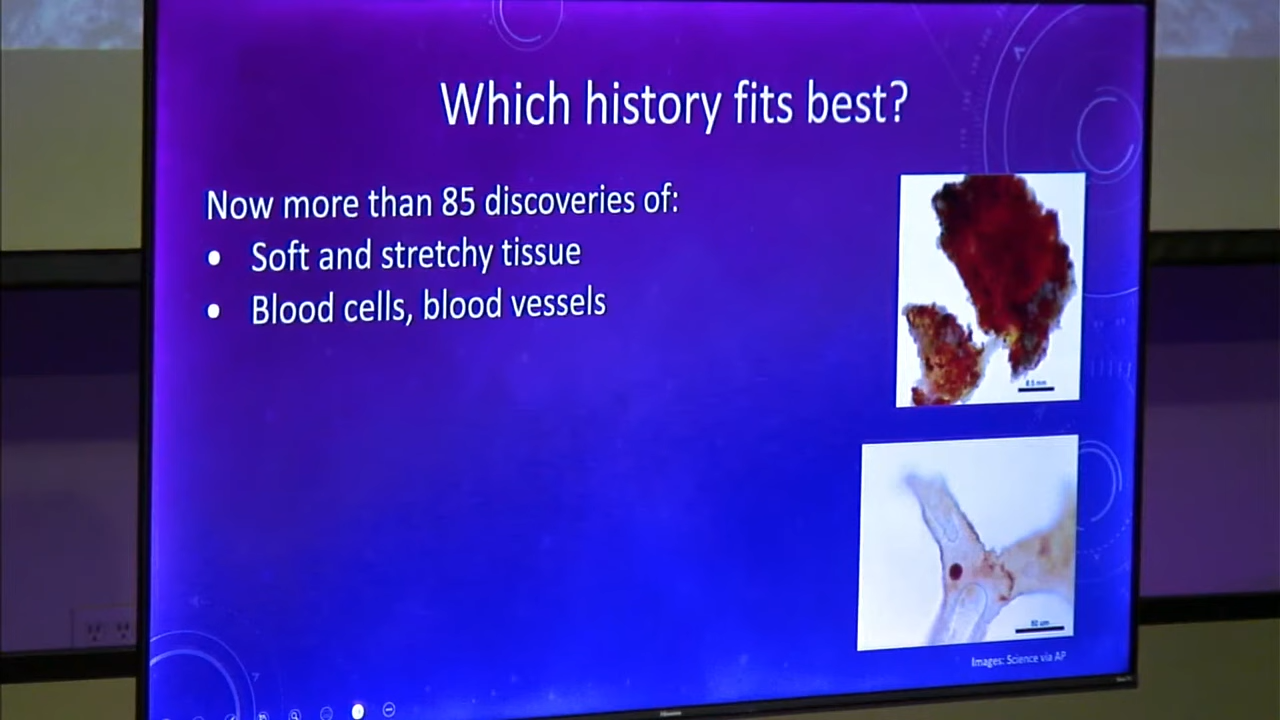 Which history fits best?
Now more than 85 discoveries of:
• Soft and stretchy tissue
• Blood cells, blood vessels
Images: Science via AP